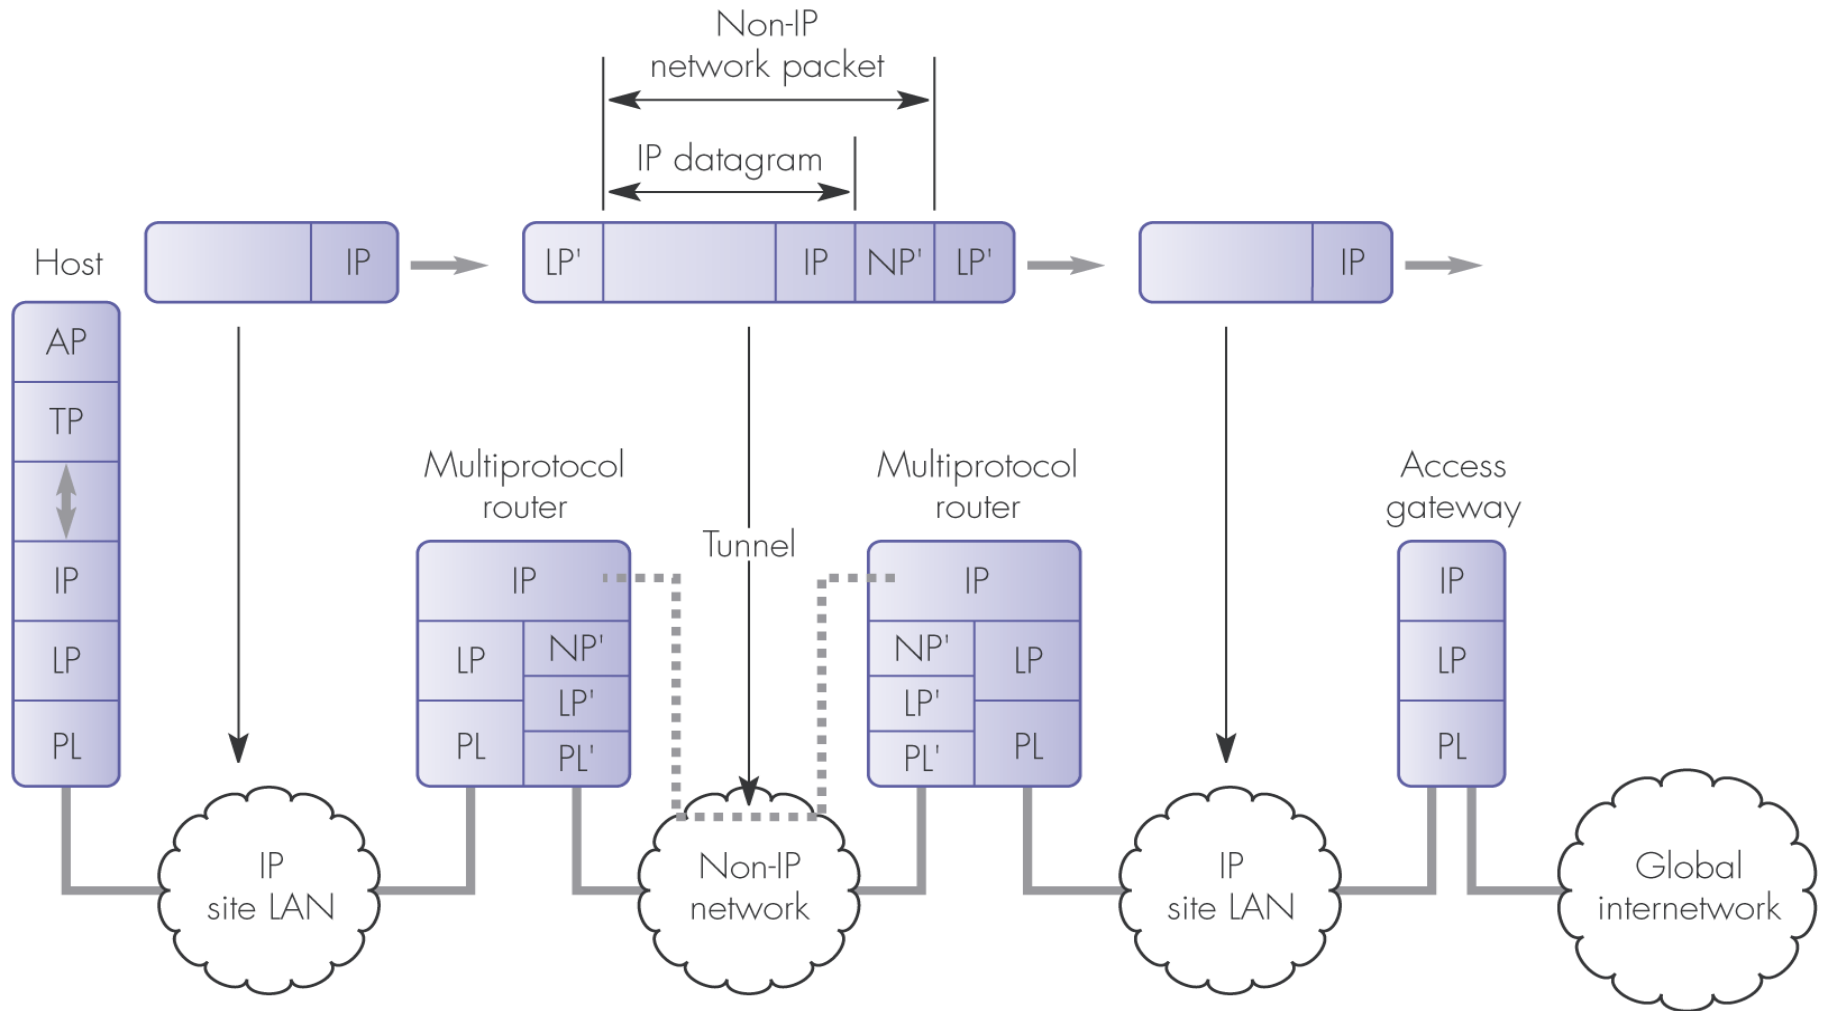 Non-IP
network packet
IP datagram
Host
IP
LP'
IP
NP'
LP'
IP
AP
TP
IP
LP
PL
Multiprotocol
router
IP
LP
NP'
LP'
PL
PL'
Tunnel
Multiprotocol
router
IP
NP'
LP
LP'
PL'
PL
Access
gateway
IP
LP
PL
IP
site LAN
Non-IP
network
IP
site LAN
Global
internetwork